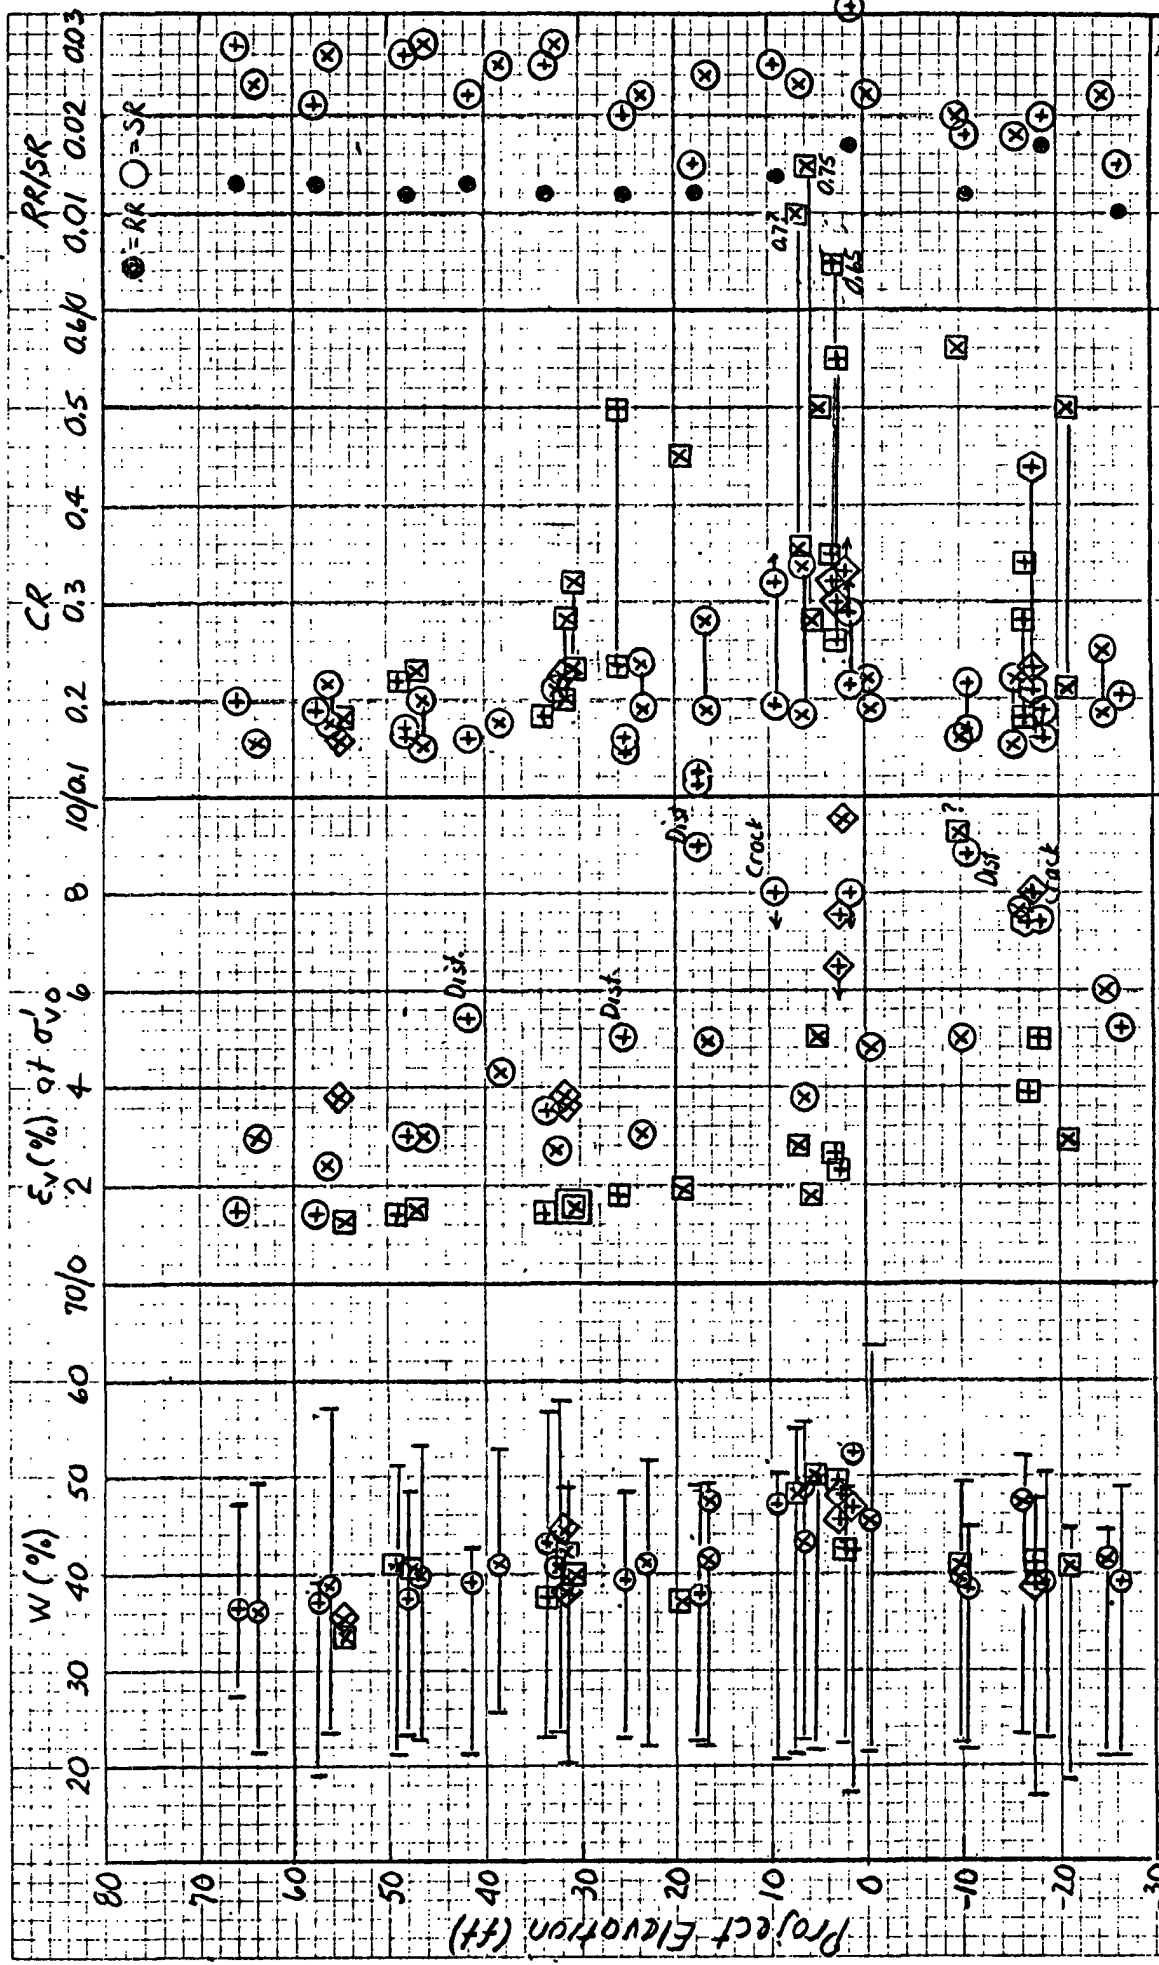 W (%)
εv (%) at σ'vo
CR
RR/SR
20 30 40 50 60 70/0 2 4 6 8 10/0.1 0.2 0.3 0.4 0.5 0.6/0 0.01 0.02 0.03
Project Elevation (ft)
80
70
60
50
40
30
20
10
0
-10
-20
-30
=RR =SR
Dist.
Dist.
Dist
Crack
?
Dist
Crack
0.7?
0.75
0.65